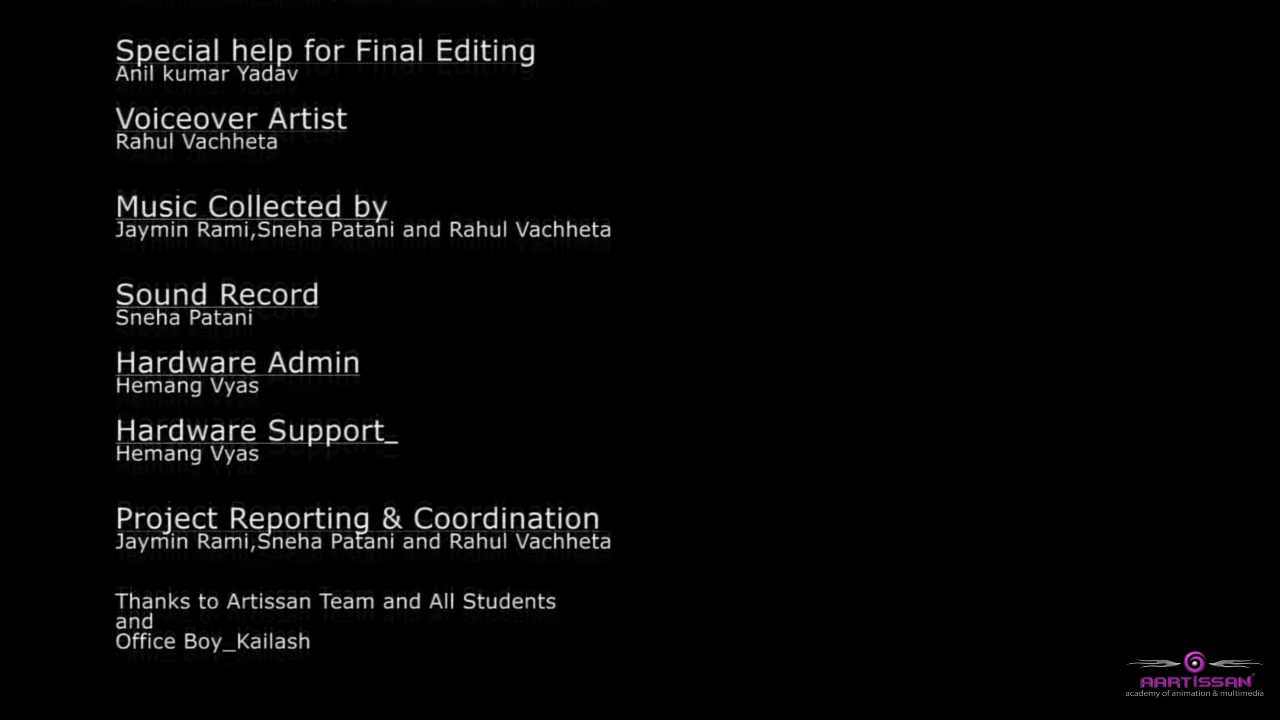 Special help for Final Editing
Anil kumar Yadav
Voiceover Artist
Rahul Vachheta
Music Collected by
Jaymin Rami,Sneha Patani and Rahul Vachheta
Sound Record
Sneha Patani
Hardware Admin
Hemang Vyas
Hardware Support_
Hemang Vyas
Project Reporting & Coordination
Jaymin Rami,Sneha Patani and Rahul Vachheta
Thanks to Artissan Team and All Students
and
Office Boy_Kailash
AARTISSAN
academy of animation & multimedia